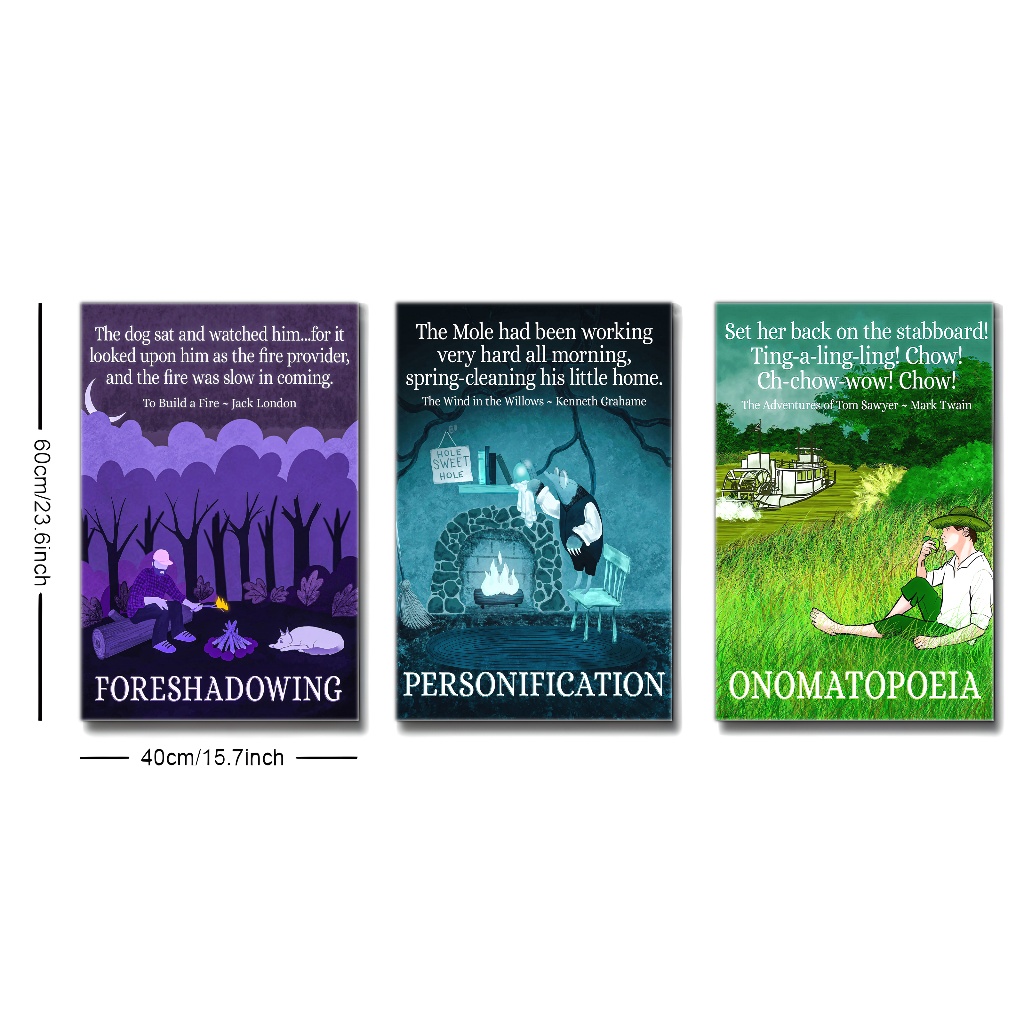 The dog sat and watched him...for it
looked upon him as the fire provider,
and the fire was slow in coming.
To Build a Fire ~ Jack London
FORESHADOWING
The Mole had been working
very hard all morning,
spring-cleaning his little home.
The Wind in the Willows ~ Kenneth Grahame
HOLE
SWEET
HOLE
PERSONIFICATION
Set her back on the stabboard!
Ting-a-ling-ling! Chow!
Ch-chow-wow! Chow!
The Adventures of Tom Sawyer ~ Mark Twain
ONOMATOPOEIA
60cm/23.6inch
40cm/15.7inch